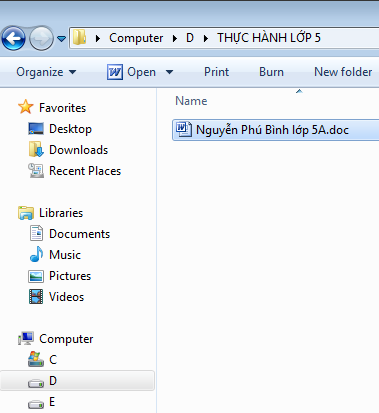 Computer D THỰC HÀNH LỚP 5
Organize Open Print Burn New folder
Favorites
Desktop
Downloads
Recent Places
Libraries
Documents
Music
Pictures
Videos
Computer
C
D
E
Name
Nguyễn Phú Bình lớp 5A.doc